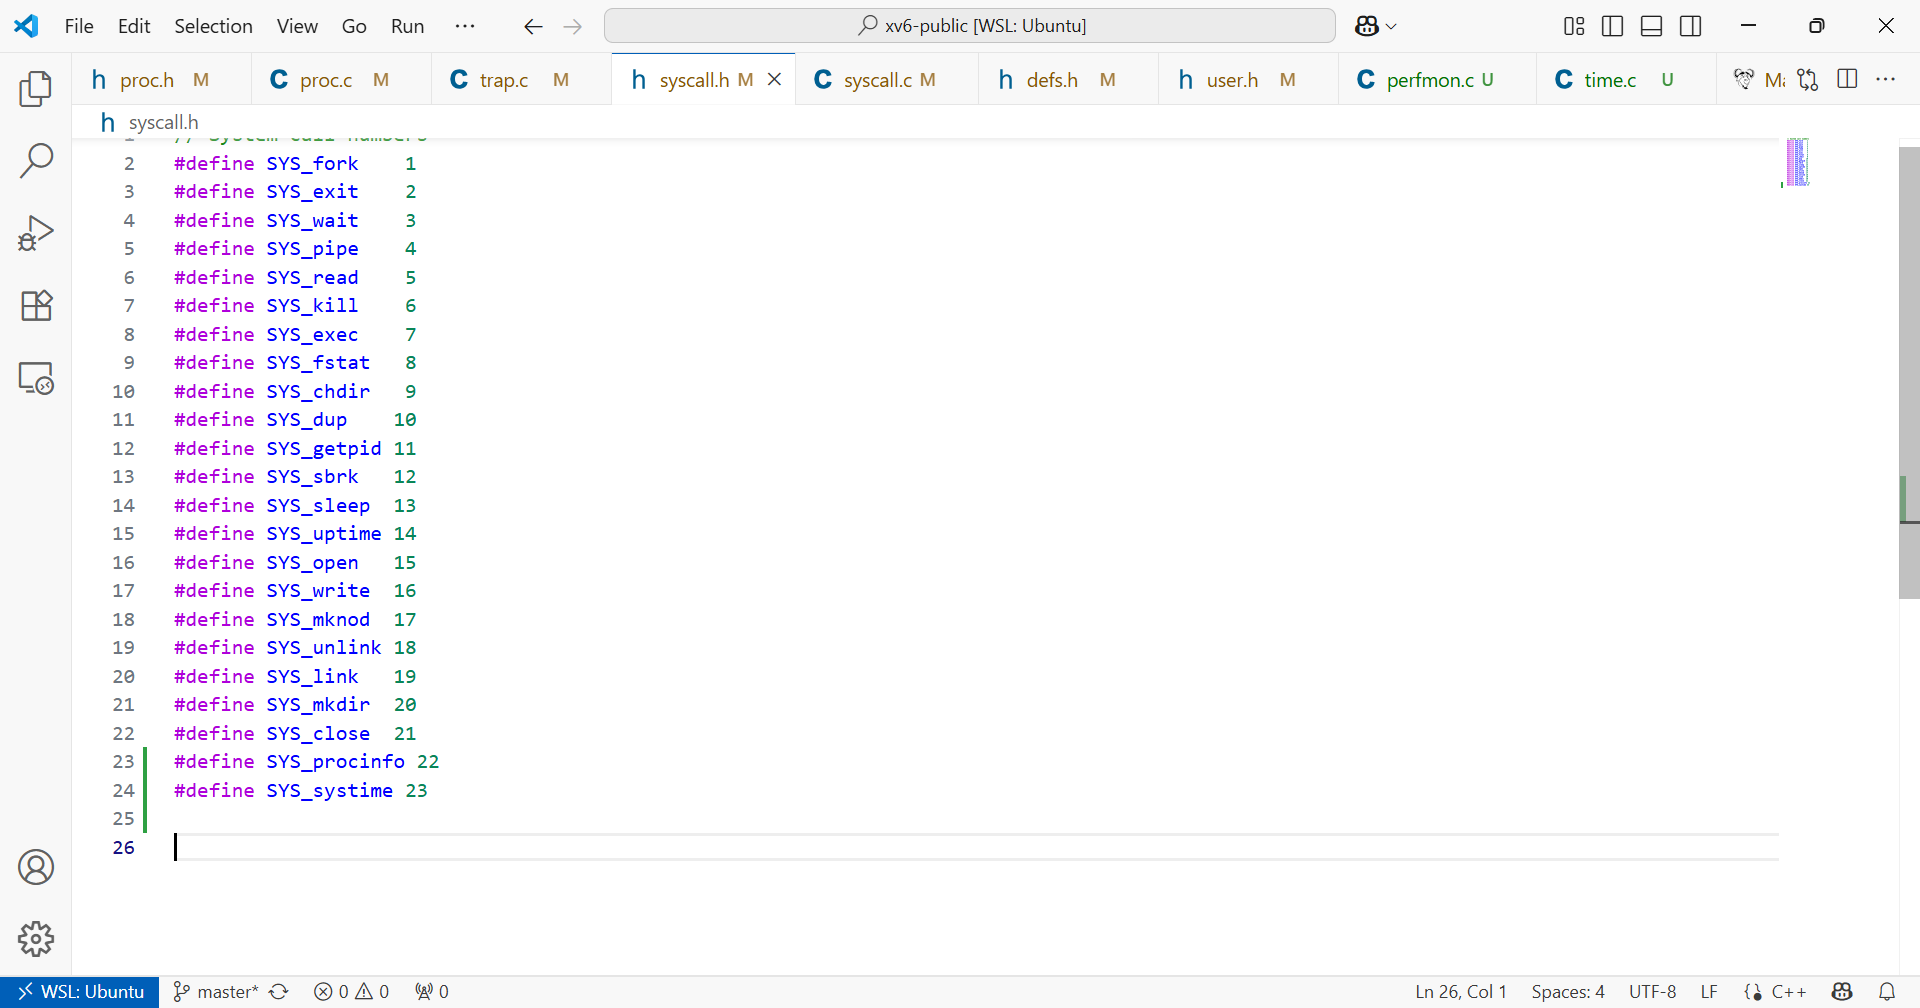 File Edit Selection View Go Run ··· xv6-public [WSL: Ubuntu]
h proc.h M C proc.c M C trap.c M h syscall.h M C syscall.c M h defs.h M h user.h M C perfmon.c U C time.c U Ma
h syscall.h
1 // System call numbers
2 #define SYS_fork    1
3 #define SYS_exit    2
4 #define SYS_wait    3
5 #define SYS_pipe    4
6 #define SYS_read    5
7 #define SYS_kill    6
8 #define SYS_exec    7
9 #define SYS_fstat   8
10 #define SYS_chdir   9
11 #define SYS_dup    10
12 #define SYS_getpid 11
13 #define SYS_sbrk   12
14 #define SYS_sleep  13
15 #define SYS_uptime 14
16 #define SYS_open   15
17 #define SYS_write  16
18 #define SYS_mknod  17
19 #define SYS_unlink 18
20 #define SYS_link   19
21 #define SYS_mkdir  20
22 #define SYS_close  21
23 #define SYS_procinfo 22
24 #define SYS_systime 23
25
26
WSL: Ubuntu master* 0 0 0 Ln 26, Col 1 Spaces: 4 UTF-8 LF {} C++